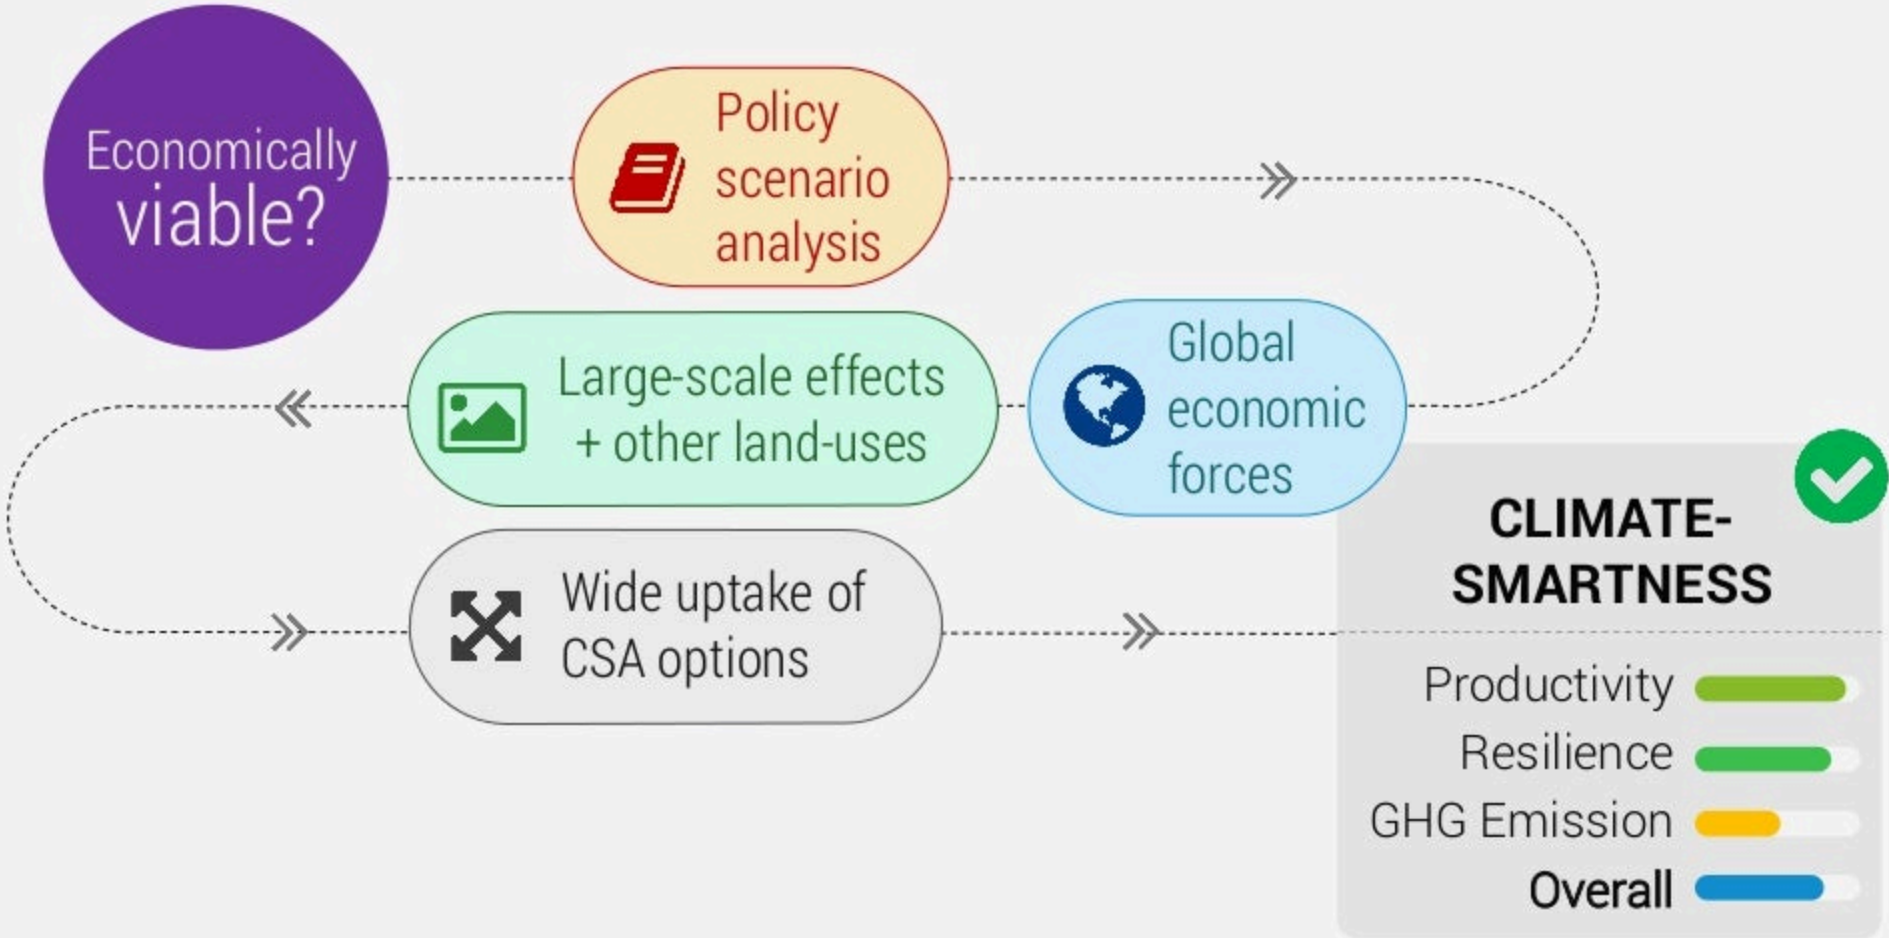 Economically
viable?
Policy
scenario
analysis
Global
economic
forces
Large-scale effects
+ other land-uses
Wide uptake of
CSA options
CLIMATE-
SMARTNESS
Productivity
Resilience
GHG Emission
Overall